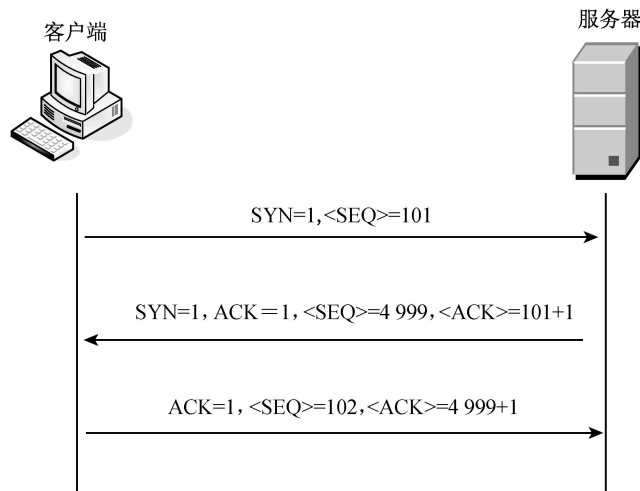 客户端
服务器
SYN=1,<SEQ>=101
SYN=1，ACK＝1，<SEQ>=4 999，<ACK>=101+1
ACK=1，<SEQ>=102，<ACK>=4 999+1